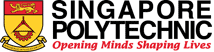 SINGAPORE
POLYTECHNIC
Opening Minds Shaping Lives